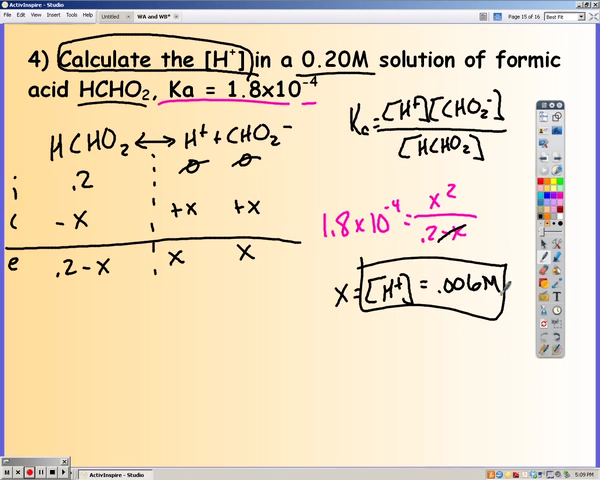 ActivInspire - Studio
File Edit View Insert Tools Help
Untitled × WA and WB* ×
Page 15 of 16 Best Fit
4) Calculate the [H⁺] in a 0.20M solution of formic
acid HCHO₂, Ka = 1.8x10⁻⁴
Ka = [H⁺][CHO₂⁻]
[HCHO₂]
HCHO₂ ↔ H⁺ + CHO₂⁻
i .2 0 0
c -x +x +x
e .2-x x x
1.8x10⁻⁴ = x²
.2-x
x = [H⁺] = .006M
ActivInspire - Studio
5:09 PM